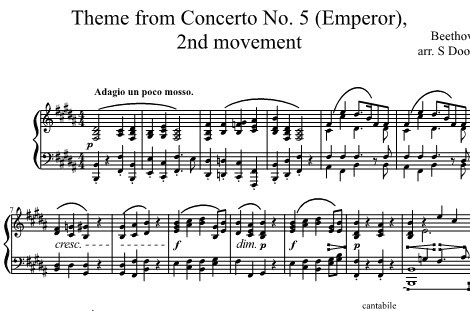 Theme from Concerto No. 5 (Emperor),
2nd movement
Beethov
arr. S Doo
Adagio un poco mosso.
p
7
cresc.
f
dim.
p
f
p
cantabile